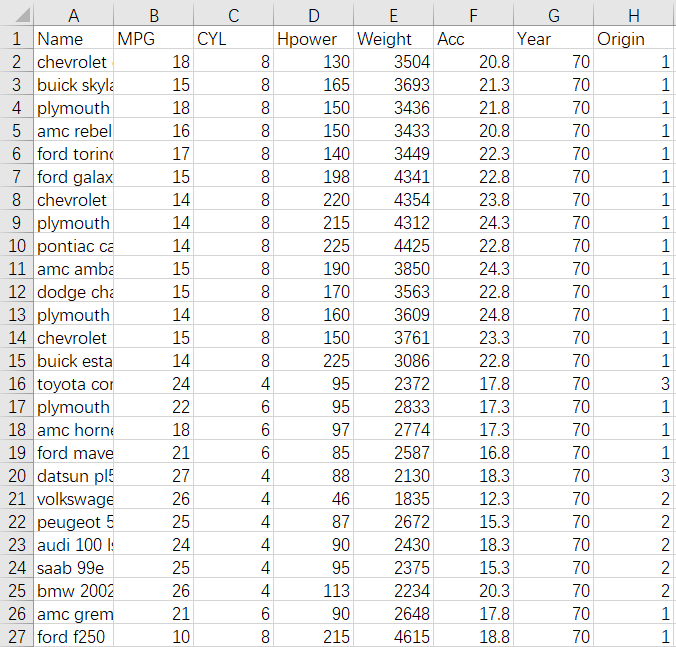 A B C D E F G H
1 Name MPG CYL Hpower Weight Acc Year Origin
2 chevrolet 18 8 130 3504 20.8 70 1
3 buick skyla 15 8 165 3693 21.3 70 1
4 plymouth 18 8 150 3436 21.8 70 1
5 amc rebel 16 8 150 3433 20.8 70 1
6 ford torino 17 8 140 3449 22.3 70 1
7 ford galax 15 8 198 4341 22.8 70 1
8 chevrolet 14 8 220 4354 23.8 70 1
9 plymouth 14 8 215 4312 24.3 70 1
10 pontiac ca 14 8 225 4425 22.8 70 1
11 amc amba 15 8 190 3850 24.3 70 1
12 dodge cha 15 8 170 3563 22.8 70 1
13 plymouth 14 8 160 3609 24.8 70 1
14 chevrolet 15 8 150 3761 23.3 70 1
15 buick esta 14 8 225 3086 22.8 70 1
16 toyota cor 24 4 95 2372 17.8 70 3
17 plymouth 22 6 95 2833 17.3 70 1
18 amc horne 18 6 97 2774 17.3 70 1
19 ford mave 21 6 85 2587 16.8 70 1
20 datsun pl5 27 4 88 2130 18.3 70 3
21 volkswage 26 4 46 1835 12.3 70 2
22 peugeot 5 25 4 87 2672 15.3 70 2
23 audi 100 ls 24 4 90 2430 18.3 70 2
24 saab 99e 25 4 95 2375 15.3 70 2
25 bmw 2002 26 4 113 2234 20.3 70 2
26 amc grem 21 6 90 2648 17.8 70 1
27 ford f250 10 8 215 4615 18.8 70 1